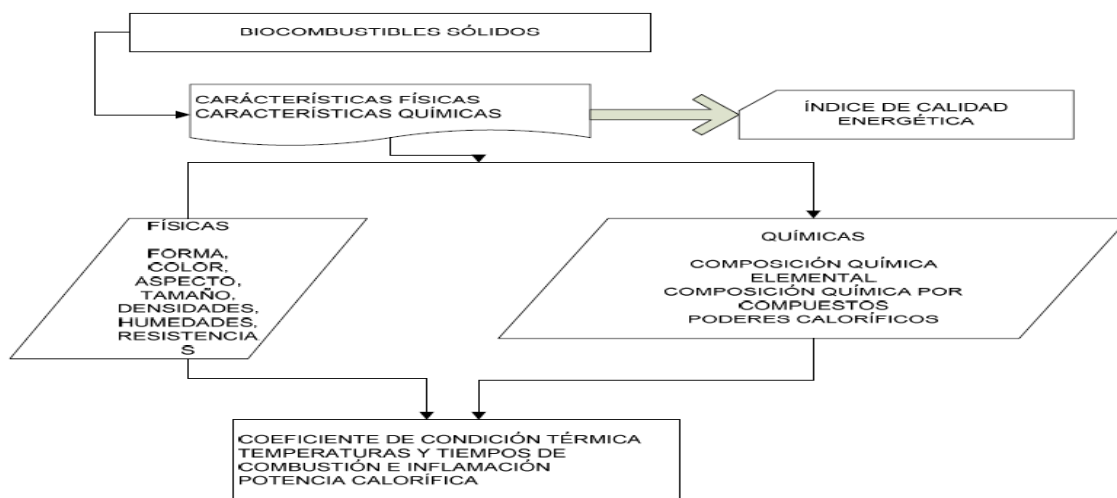 BIOCOMBUSTIBLES SÓLIDOS
CARÁCTERÍSTICAS FÍSICAS
CARACTERÍSTICAS QUÍMICAS
ÍNDICE DE CALIDAD
ENERGÉTICA
FÍSICAS
FORMA,
COLOR,
ASPECTO,
TAMAÑO,
DENSIDADES,
HUMEDADES,
RESISTENCIA
S
QUÍMICAS
COMPOSICIÓN QUÍMICA
ELEMENTAL
COMPOSICIÓN QUÍMICA POR
COMPUESTOS
PODERES CALORÍFICOS
COEFICIENTE DE CONDICIÓN TÉRMICA
TEMPERATURAS Y TIEMPOS DE
COMBUSTIÓN E INFLAMACIÓN
POTENCIA CALORÍFICA